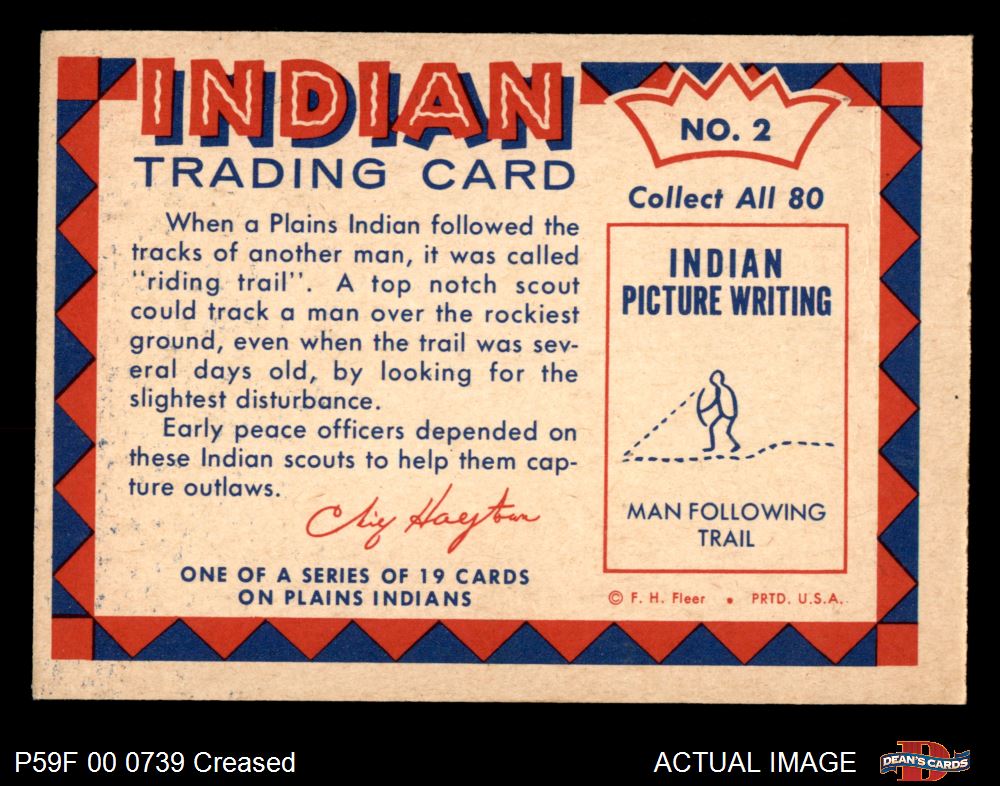 INDIAN
TRADING CARD
When a Plains Indian followed the
tracks of another man, it was called
"riding trail". A top notch scout
could track a man over the rockiest
ground, even when the trail was sev-
eral days old, by looking for the
slightest disturbance.
Early peace officers depended on
these Indian scouts to help them cap-
ture outlaws.
Chief Haystown
ONE OF A SERIES OF 19 CARDS
ON PLAINS INDIANS
NO. 2
Collect All 80
INDIAN
PICTURE WRITING
MAN FOLLOWING
TRAIL
© F. H. Fleer • PRTD. U.S.A.
P59F 00 0739 Creased
ACTUAL IMAGE
DEAN'S CARDS